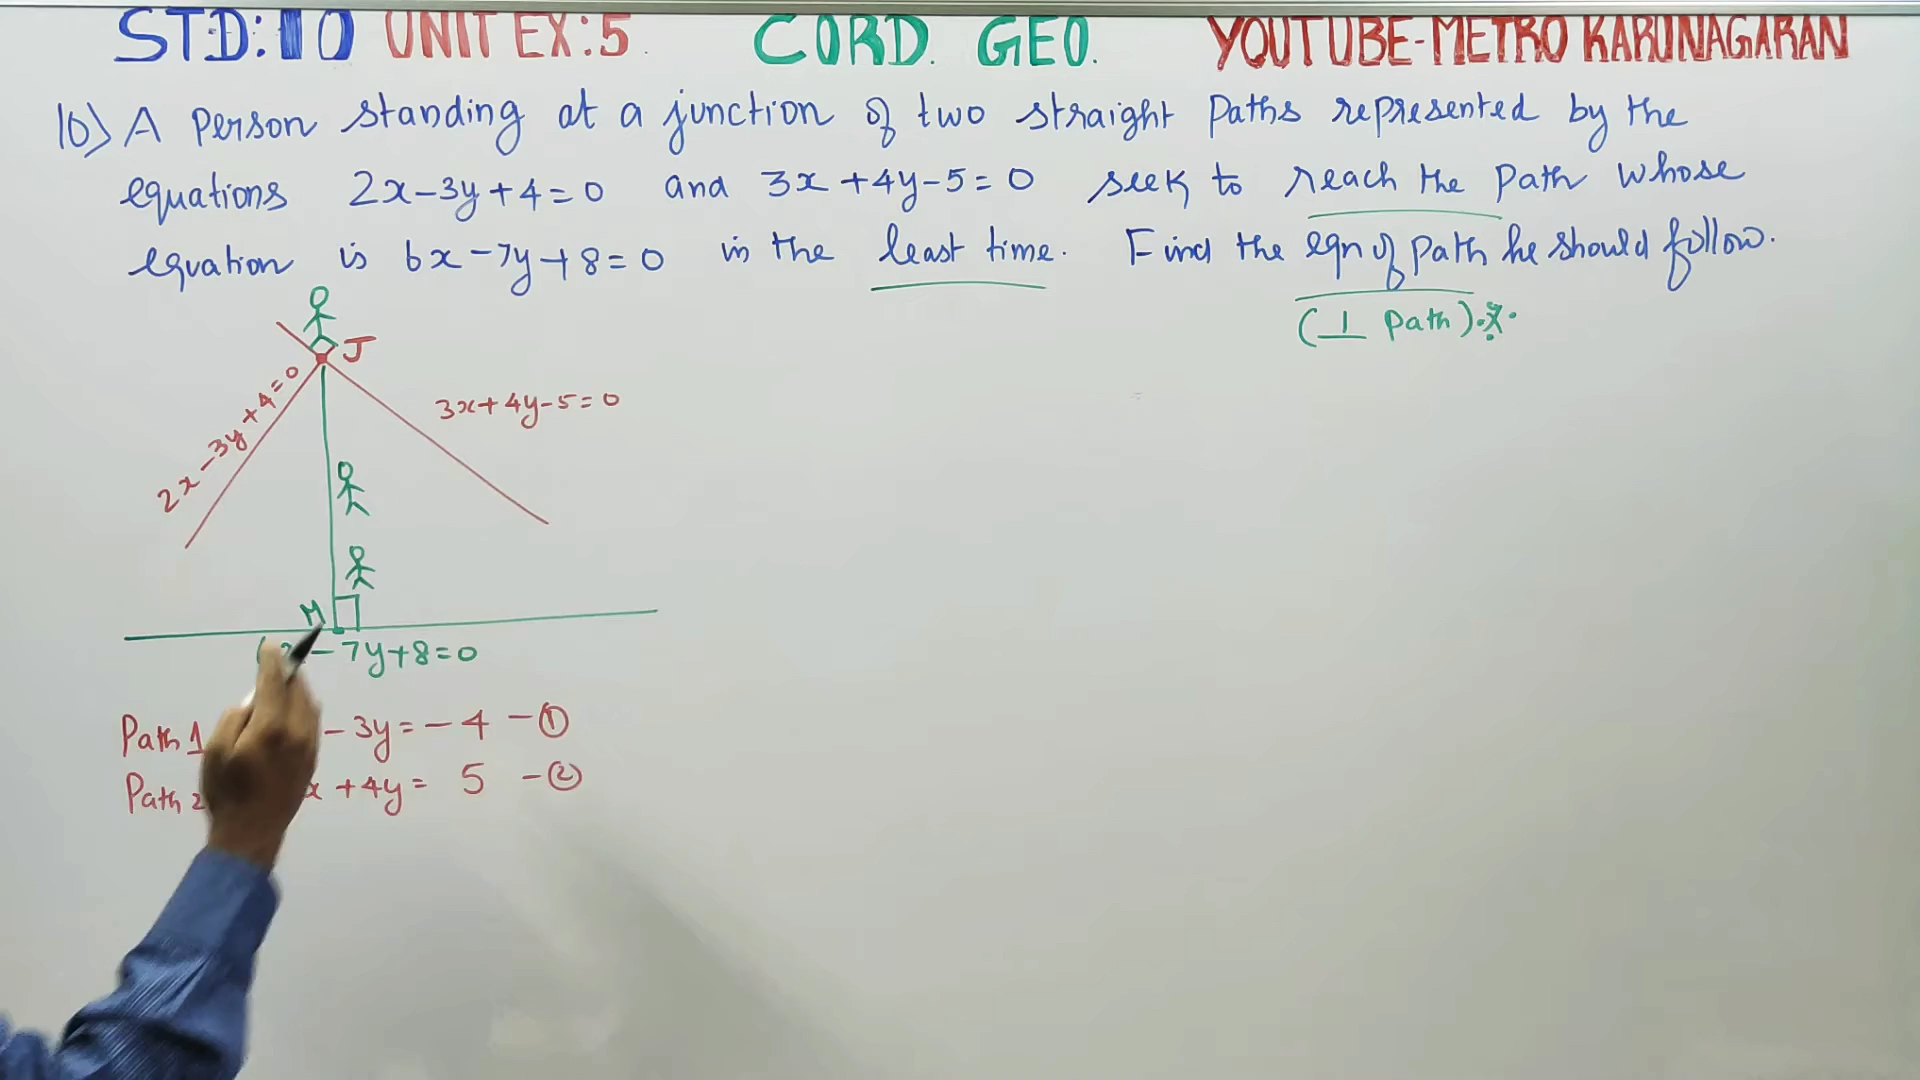 STD:10 UNIT EX:5. CORD. GEO. YOUTUBE-METRO KARUNAGARAN
10) A Person standing at a junction of two straight Paths represented by the
equations 2x-3y+4=0 and 3x+4y-5=0 seek to reach the Path whose
equation is 6x-7y+8=0 in the least time. Find the eqn of Path he should follow.
(⊥ Path).
J
2x-3y+4=0
3x+4y-5=0
M
-7y+8=0
Path 1 -3y=-4 -①
Path 2 x+4y= 5 -②